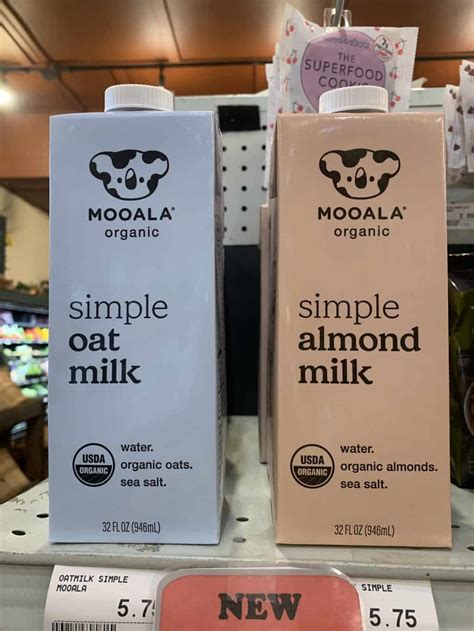 THE
SUPERFOOD
MOOALA®
organic
simple
oat
milk
USDA
ORGANIC
water.
organic oats.
sea salt.
32 FL OZ (946mL)
MOOALA®
organic
simple
almond
milk
USDA
ORGANIC
water.
organic almonds.
sea salt.
32 FL OZ (946mL)
OATMILK SIMPLE
MOOALA
5.75
NEW
SIMPLE
5.75